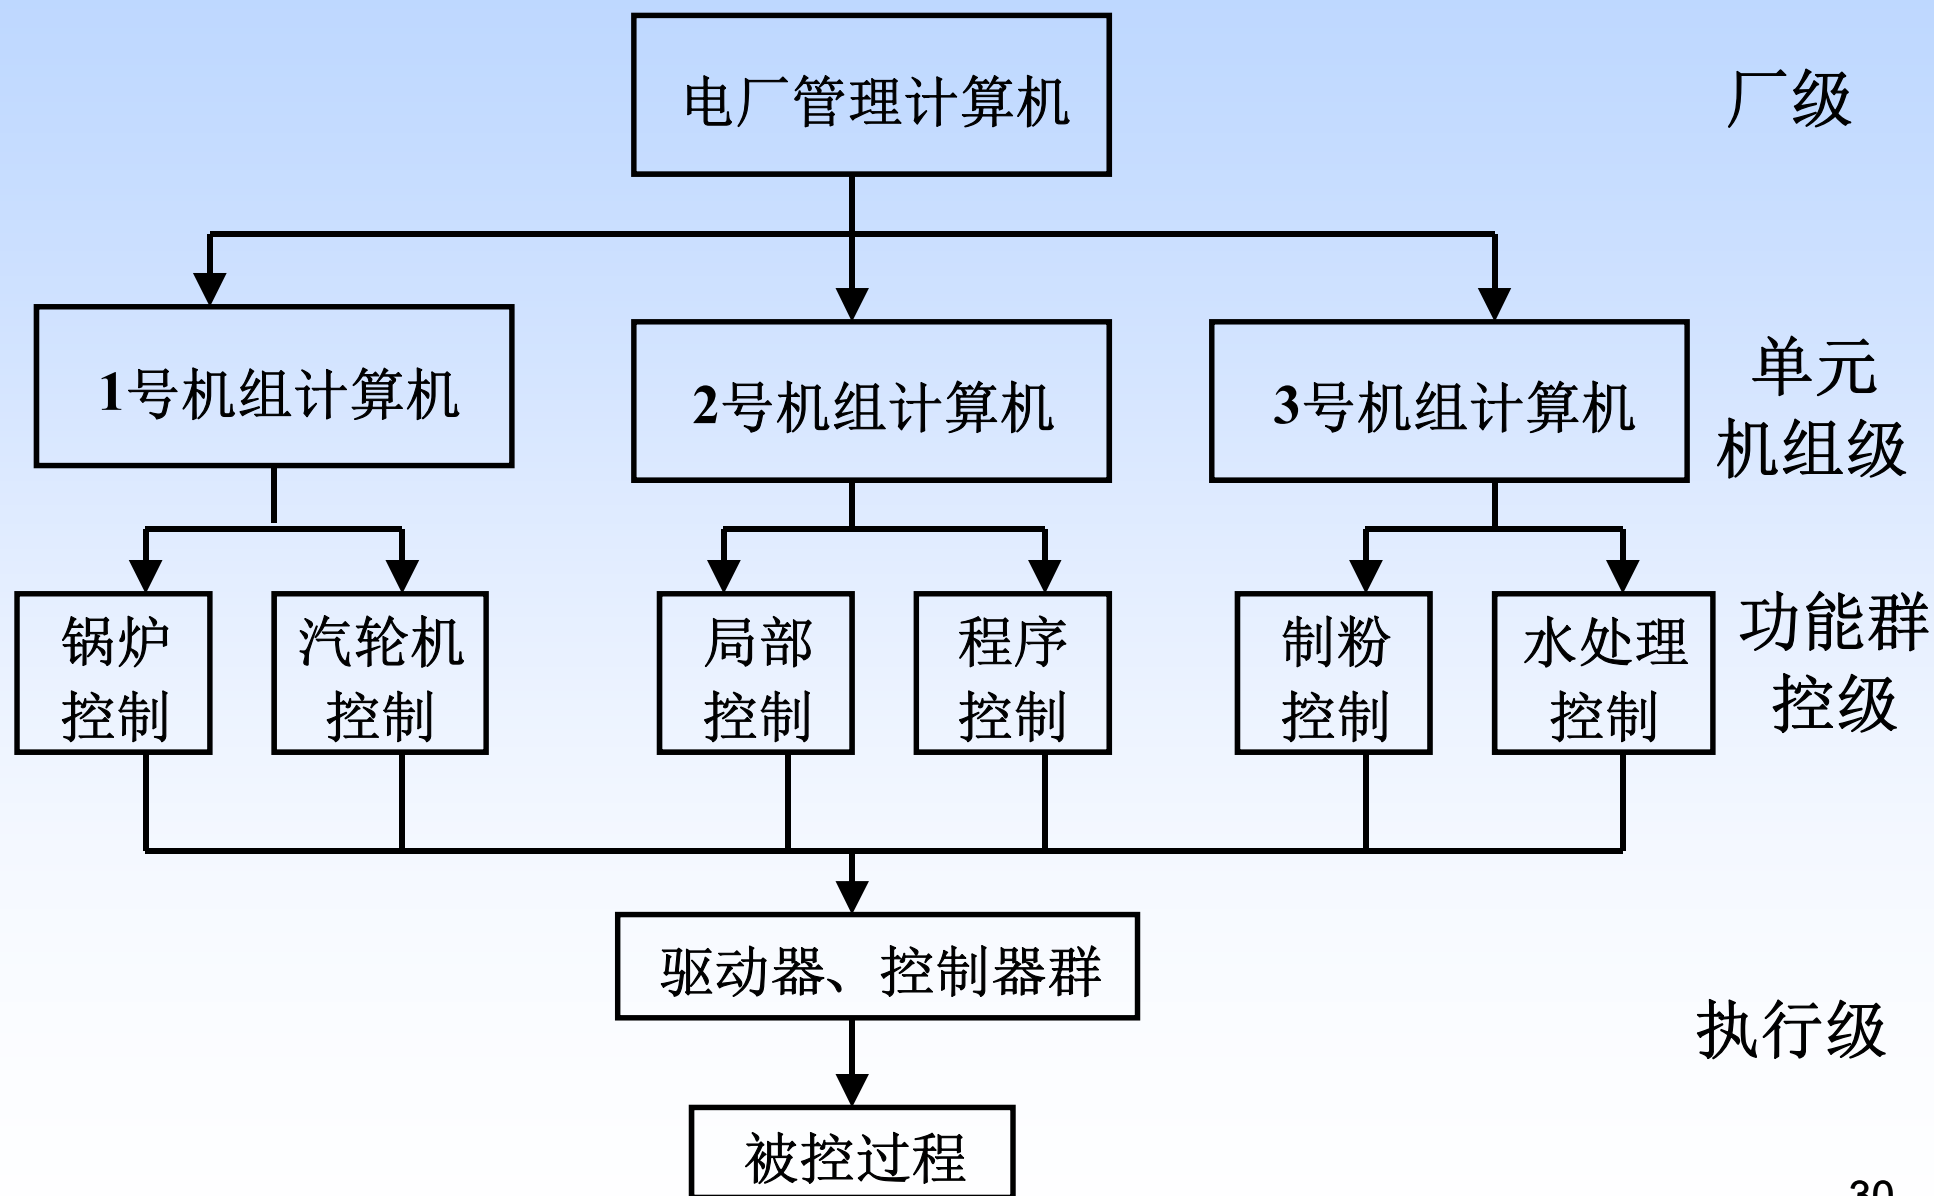 电厂管理计算机
厂级
1号机组计算机
2号机组计算机
3号机组计算机
单元
机组级
锅炉
控制
汽轮机
控制
局部
控制
程序
控制
制粉
控制
水处理
控制
功能群
控级
驱动器、控制器群
执行级
被控过程
30